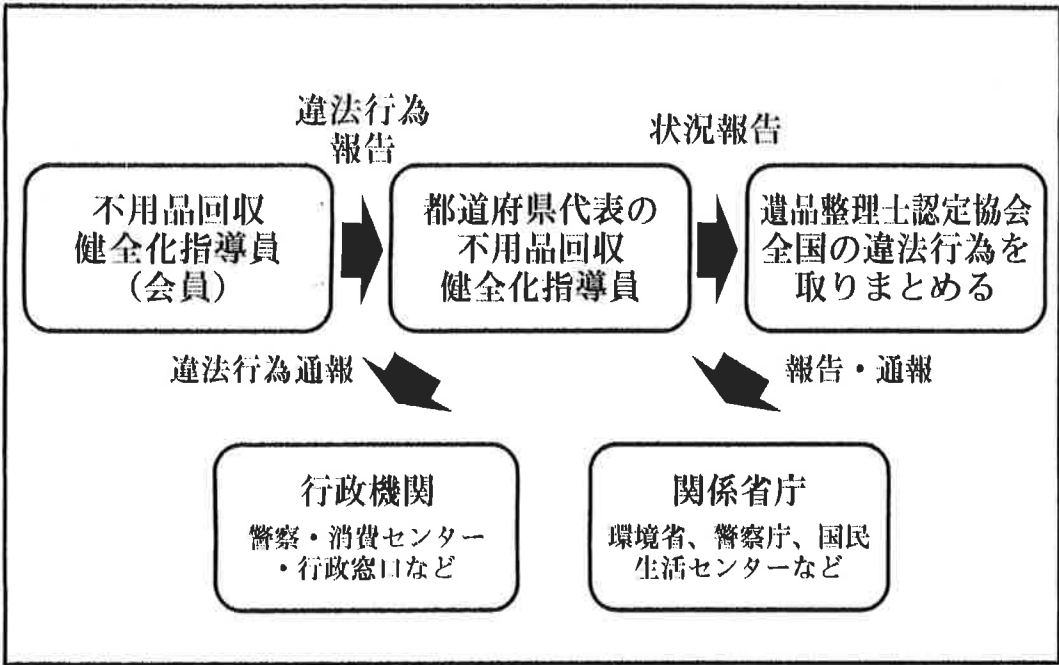 違法行為
報告
状況報告
不用品回収
健全化指導員
（会員）
都道府県代表の
不用品回収
健全化指導員
遺品整理士認定協会
全国の違法行為を
取りまとめる
違法行為通報
報告・通報
行政機関
警察・消費センター
・行政窓口など
関係省庁
環境省、警察庁、国民
生活センターなど